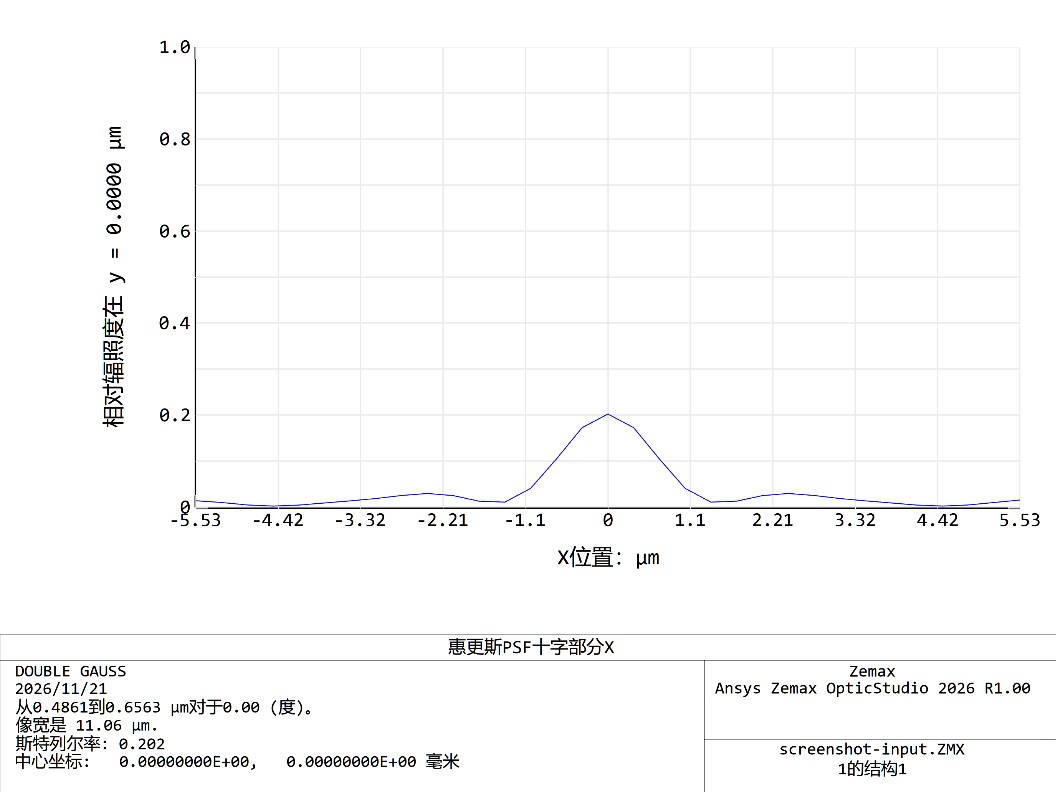 1.0
0.8
0.6
0.4
0.2
0
相对辐照度在 y = 0.0000 µm
-5.53 -4.42 -3.32 -2.21 -1.1 0 1.1 2.21 3.32 4.42 5.53
X位置: µm
惠更斯PSF十字部分X
DOUBLE GAUSS
2026/11/21
从0.4861到0.6563 µm对于0.00 (度)。
像宽是 11.06 µm.
斯特列尔率: 0.202
中心坐标: 0.00000000E+00, 0.00000000E+00 毫米
Zemax
Ansys Zemax OpticStudio 2026 R1.00
screenshot-input.ZMX
1的结构1